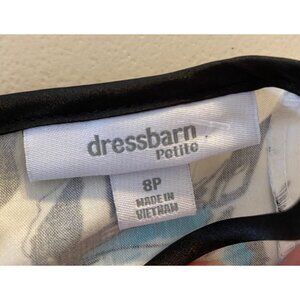 dressbarn
Petite
8P
MADE IN
VIETNAM